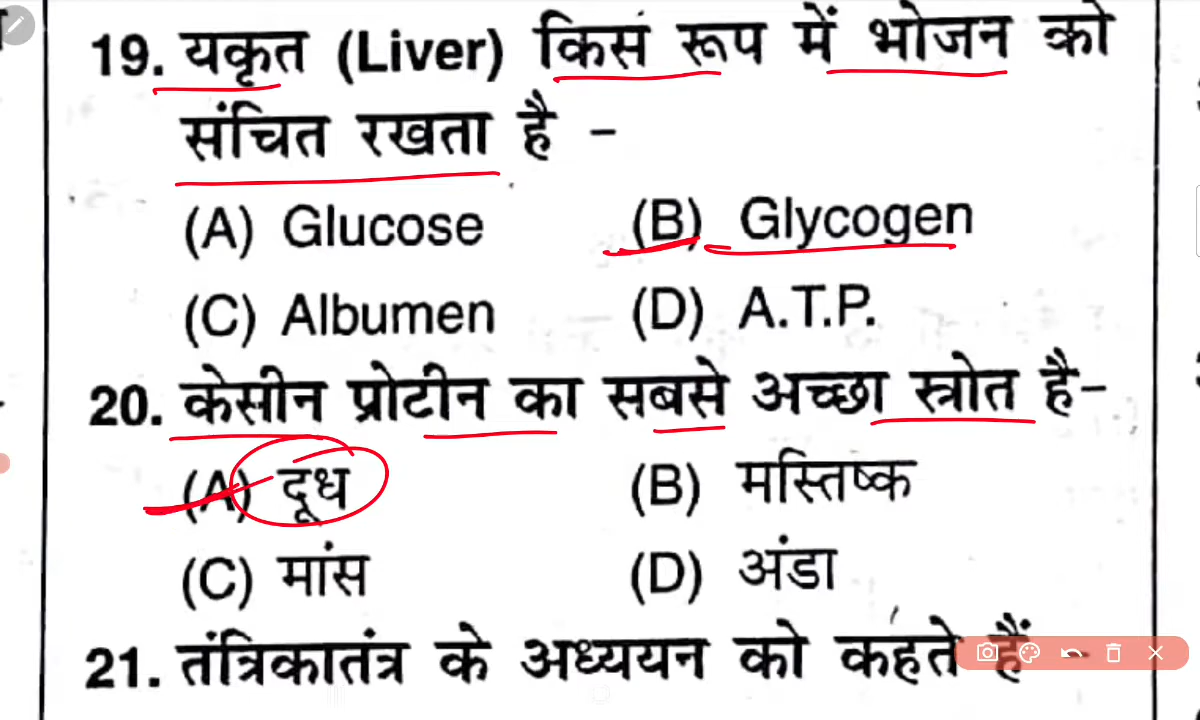 19. यकृत (Liver) किस रूप में भोजन को
संचित रखता है -
(A) Glucose (B) Glycogen
(C) Albumen (D) A.T.P.
20. केसीन प्रोटीन का सबसे अच्छा स्त्रोत है-
(A) दूध (B) मस्तिष्क
(C) मांस (D) अंडा
21. तंत्रिकातंत्र के अध्ययन को कहते हैं -